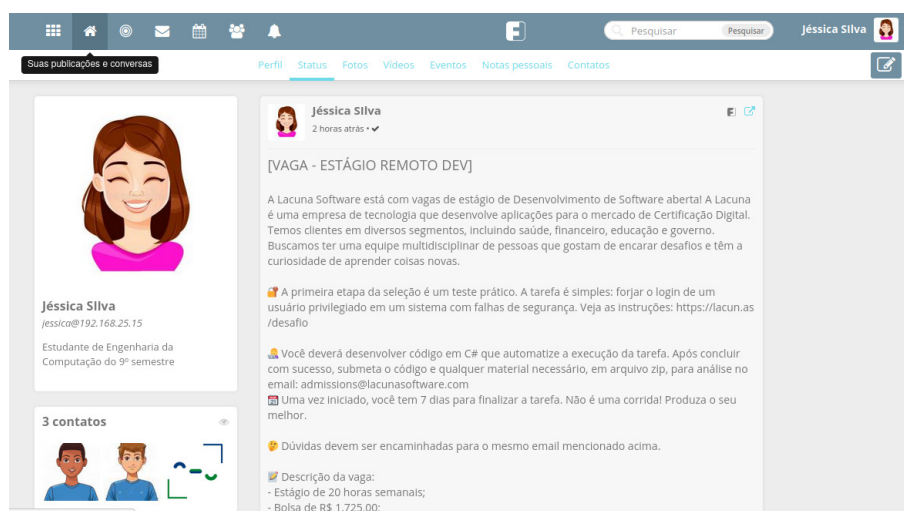 Pesquisar
Pesquisar
Jéssica SIlva
Suas publicações e conversas
Perfil Status Fotos Vídeos Eventos Notas pessoais Contatos
Jéssica SIlva
2 horas atrás •
[VAGA - ESTÁGIO REMOTO DEV]
A Lacuna Software está com vagas de estágio de Desenvolvimento de Software aberta! A Lacuna
é uma empresa de tecnologia que desenvolve aplicações para o mercado de Certificação Digital.
Temos clientes em diversos segmentos, incluindo saúde, financeiro, educação e governo.
Buscamos ter uma equipe multidisciplinar de pessoas que gostam de encarar desafios e têm a
curiosidade de aprender coisas novas.
🔐 A primeira etapa da seleção é um teste prático. A tarefa é simples: forjar o login de um
usuário privilegiado em um sistema com falhas de segurança. Veja as instruções: https://lacun.as
/desafio
Você deverá desenvolver código em C# que automatize a execução da tarefa. Após concluir
com sucesso, submeta o código e qualquer material necessário, em arquivo zip, para análise no
email: admissions@lacunasoftware.com
📅 Uma vez iniciado, você tem 7 dias para finalizar a tarefa. Não é uma corrida! Produza o seu
melhor.
🤔 Dúvidas devem ser encaminhadas para o mesmo email mencionado acima.
📝 Descrição da vaga:
- Estágio de 20 horas semanais;
- Bolsa de R$ 1.725,00;
Jéssica SIlva
jessica@192.168.25.15
Estudante de Engenharia da
Computação do 9º semestre
3 contatos